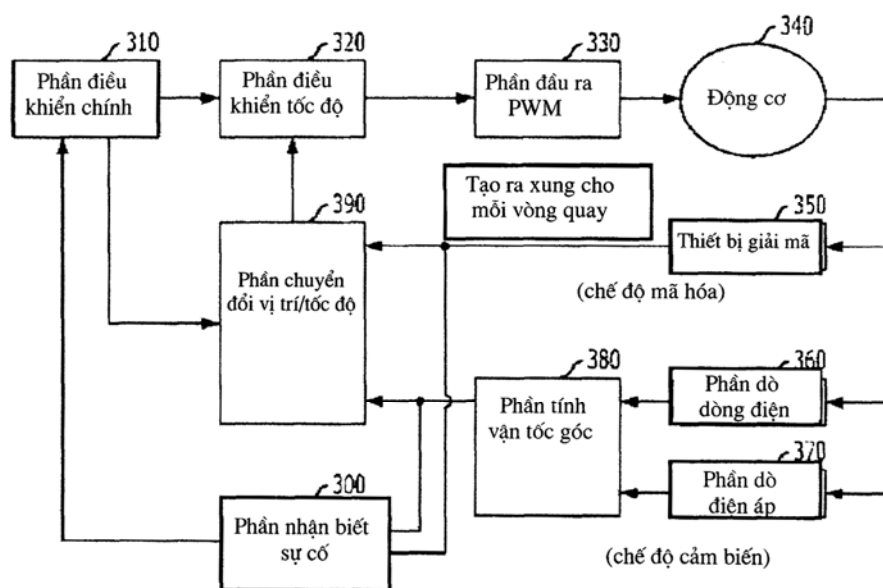 310
Phần điều
khiển chính
320
Phần điều
khiển tốc độ
330
Phần đầu ra
PWM
340
Động cơ
Tạo ra xung cho
mỗi vòng quay
350
Thiết bị giải mã
(chế độ mã hóa)
390
Phần chuyển
đổi vị trí/tốc độ
380
Phần tính
vận tốc góc
360
Phần dò
dòng điện
370
Phần dò
điện áp
(chế độ cảm biến)
300
Phần nhận biết
sự cố